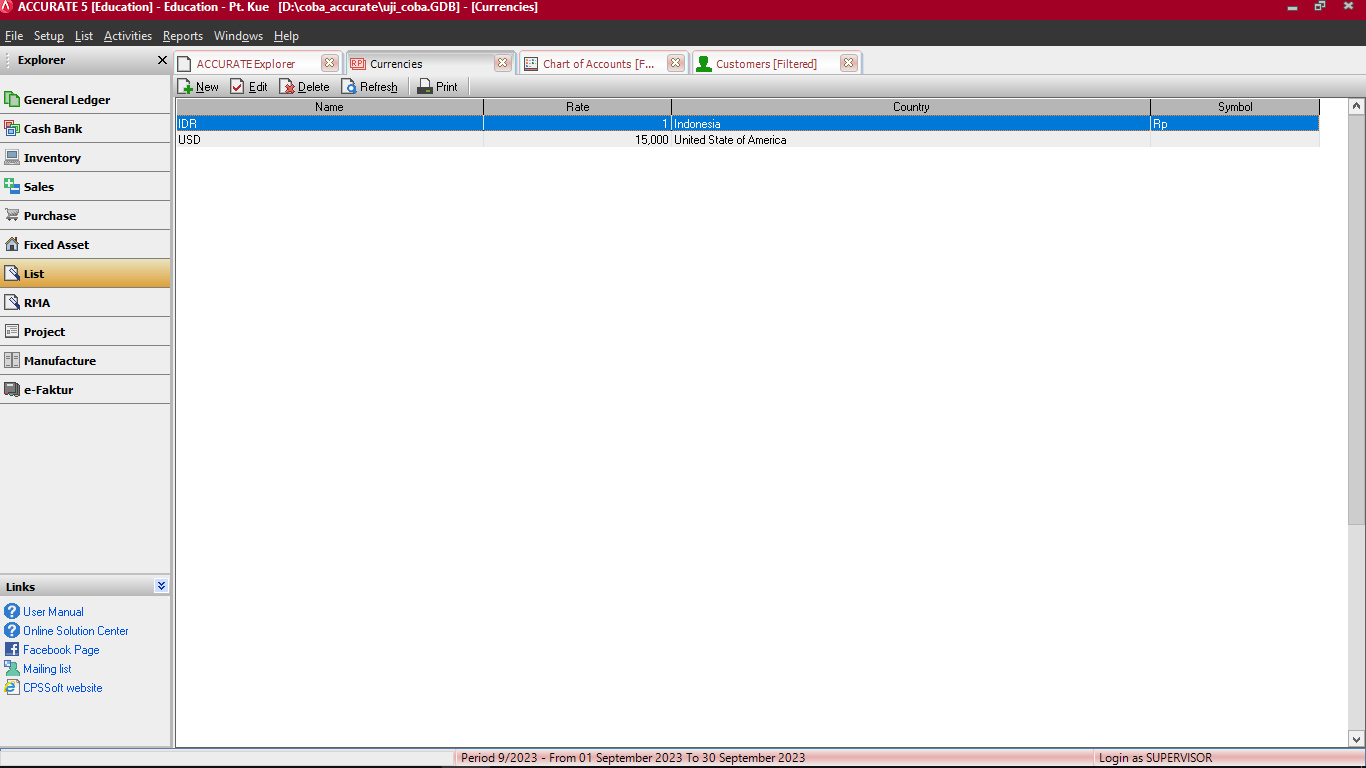 ACCURATE 5 [Education] - Education - Pt. Kue   [D:\coba_accurate\uji_coba.GDB] - [Currencies]
File Setup List Activities Reports Windows Help
Explorer
ACCURATE Explorer
Currencies
Chart of Accounts [F...
Customers [Filtered]
New Edit Delete Refresh Print
General Ledger
Cash Bank
Inventory
Sales
Purchase
Fixed Asset
List
RMA
Project
Manufacture
e-Faktur
Name Rate Country Symbol
IDR 1 Indonesia Rp
USD 15,000 United State of America
Links
User Manual
Online Solution Center
Facebook Page
Mailing list
CPSSoft website
Period 9/2023 - From 01 September 2023 To 30 September 2023
Login as SUPERVISOR